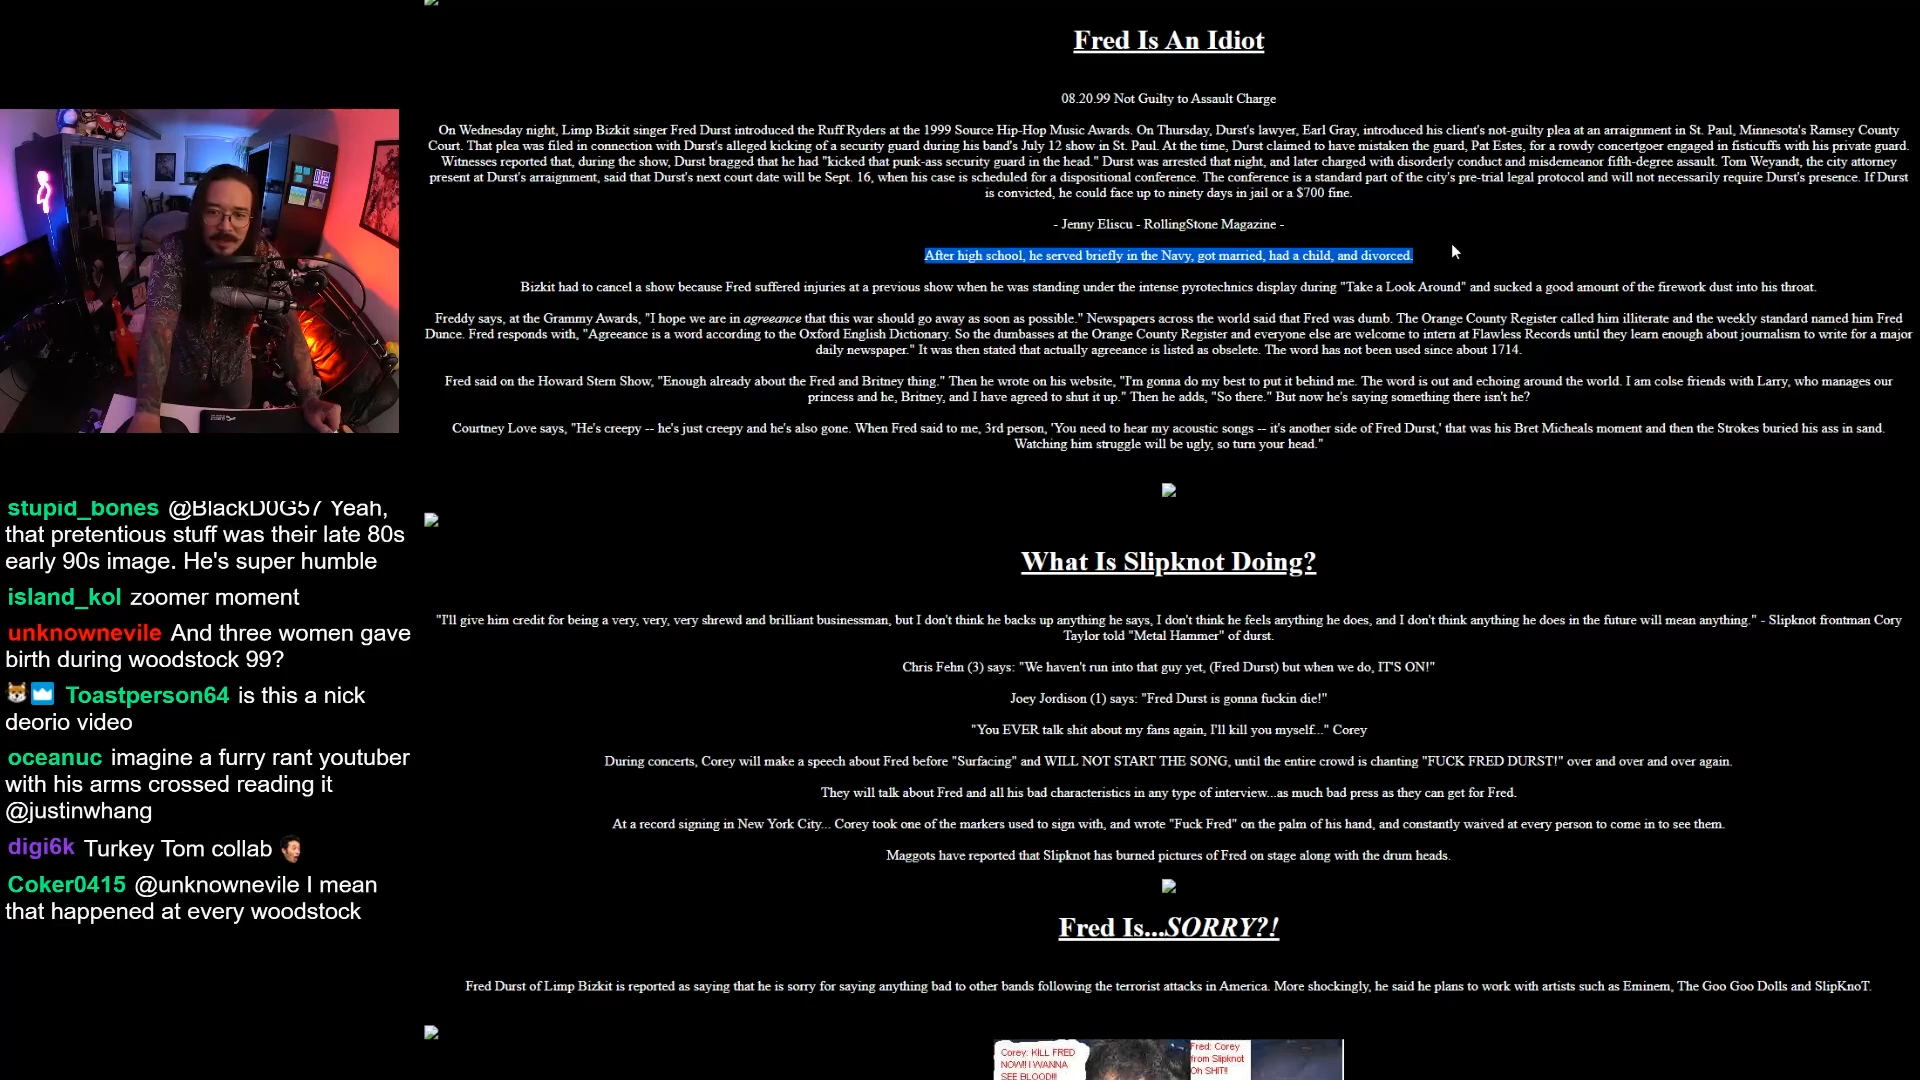 Fred Is An Idiot
08.20.99 Not Guilty to Assault Charge
On Wednesday night, Limp Bizkit singer Fred Durst introduced the Ruff Ryders at the 1999 Source Hip-Hop Music Awards. On Thursday, Durst's lawyer, Earl Gray, introduced his client's not-guilty plea at an arraignment in St. Paul, Minnesota's Ramsey County
Court. That plea was filed in connection with Durst's alleged kicking of a security guard during his band's July 12 show in St. Paul. At the time, Durst claimed to have mistaken the guard, Pat Estes, for a rowdy concertgoer engaged in fisticuffs with his private guard.
Witnesses reported that, during the show, Durst bragged that he had "kicked that punk-ass security guard in the head." Durst was arrested that night, and later charged with disorderly conduct and misdemeanor fifth-degree assault. Tom Weyandt, the city attorney
present at Durst's arraignment, said that Durst's next court date will be Sept. 16, when his case is scheduled for a dispositional conference. The conference is a standard part of the city's pre-trial legal protocol and will not necessarily require Durst's presence. If Durst
is convicted, he could face up to ninety days in jail or a $700 fine.
- Jenny Eliscu - RollingStone Magazine -
After high school, he served briefly in the Navy, got married, had a child, and divorced.
Bizkit had to cancel a show because Fred suffered injuries at a previous show when he was standing under the intense pyrotechnics display during "Take a Look Around" and sucked a good amount of the firework dust into his throat.
Freddy says, at the Grammy Awards, "I hope we are in agreeance that this war should go away as soon as possible." Newspapers across the world said that Fred was dumb. The Orange County Register called him illiterate and the weekly standard named him Fred
Dunce. Fred responds with, "Agreeance is a word according to the Oxford English Dictionary. So the dumbasses at the Orange County Register and everyone else are welcome to intern at Flawless Records until they learn enough about journalism to write for a major
daily newspaper." It was then stated that actually agreeance is listed as obselete. The word has not been used since about 1714.
Fred said on the Howard Stern Show, "Enough already about the Fred and Britney thing." Then he wrote on his website, "I'm gonna do my best to put it behind me. The word is out and echoing around the world. I am colse friends with Larry, who manages our
princess and he, Britney, and I have agreed to shut it up." Then he adds, "So there." But now he's saying something there isn't he?
Courtney Love says, "He's creepy -- he's just creepy and he's also gone. When Fred said to me, 3rd person, 'You need to hear my acoustic songs -- it's another side of Fred Durst,' that was his Bret Micheals moment and then the Strokes buried his ass in sand.
Watching him struggle will be ugly, so turn your head."
What Is Slipknot Doing?
"I'll give him credit for being a very, very, very shrewd and brilliant businessman, but I don't think he backs up anything he says, I don't think he feels anything he does, and I don't think anything he does in the future will mean anything." - Slipknot frontman Cory
Taylor told "Metal Hammer" of durst.
Chris Fehn (3) says: "We haven't run into that guy yet, (Fred Durst) but when we do, IT'S ON!"
Joey Jordison (1) says: "Fred Durst is gonna fuckin die!"
"You EVER talk shit about my fans again, I'll kill you myself..." Corey
During concerts, Corey will make a speech about Fred before "Surfacing" and WILL NOT START THE SONG, until the entire crowd is chanting "FUCK FRED DURST!" over and over and over again.
They will talk about Fred and all his bad characteristics in any type of interview...as much bad press as they can get for Fred.
At a record signing in New York City... Corey took one of the markers used to sign with, and wrote "Fuck Fred" on the palm of his hand, and constantly waived at every person to come in to see them.
Maggots have reported that Slipknot has burned pictures of Fred on stage along with the drum heads.
Fred Is...SORRY?!
Fred Durst of Limp Bizkit is reported as saying that he is sorry for saying anything bad to other bands following the terrorist attacks in America. More shockingly, he said he plans to work with artists such as Eminem, The Goo Goo Dolls and SlipKnoT.
Corey: KILL FRED
NOW!! I WANNA
SEE BLOOD!!!
Fred: Corey
from Slipknot
Oh SHIT!!
stupid_bones @BlackD0G57 Yeah,
that pretentious stuff was their late 80s
early 90s image. He's super humble
island_kol zoomer moment
unknownevile And three women gave
birth during woodstock 99?
Toastperson64 is this a nick
deorio video
oceanuc imagine a furry rant youtuber
with his arms crossed reading it
@justinwhang
digi6k Turkey Tom collab
Coker0415 @unknownevile I mean
that happened at every woodstock